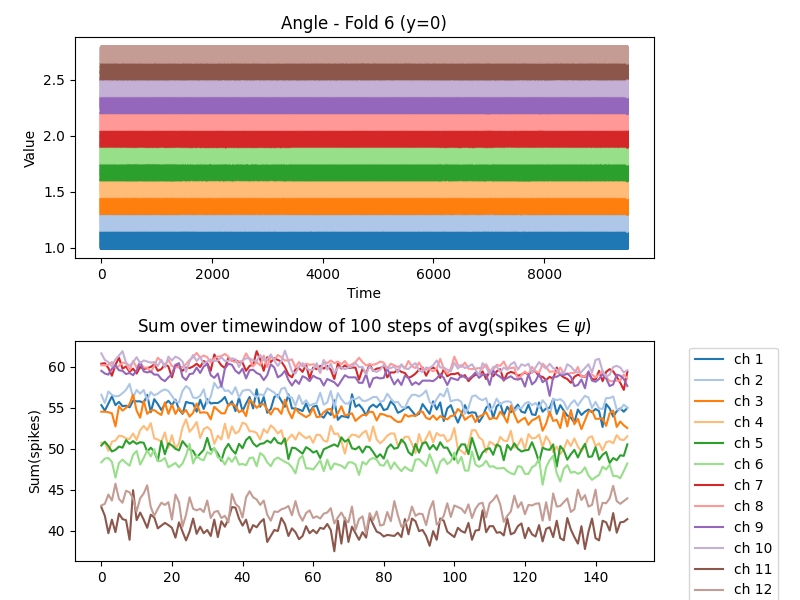 Angle - Fold 6 (y=0)
Value
2.5
2.0
1.5
1.0
0 2000 4000 6000 8000
Time
Sum over timewindow of 100 steps of avg(spikes ∈ ψ)
Sum(spikes)
60
55
50
45
40
0 20 40 60 80 100 120 140
ch 1
ch 2
ch 3
ch 4
ch 5
ch 6
ch 7
ch 8
ch 9
ch 10
ch 11
ch 12